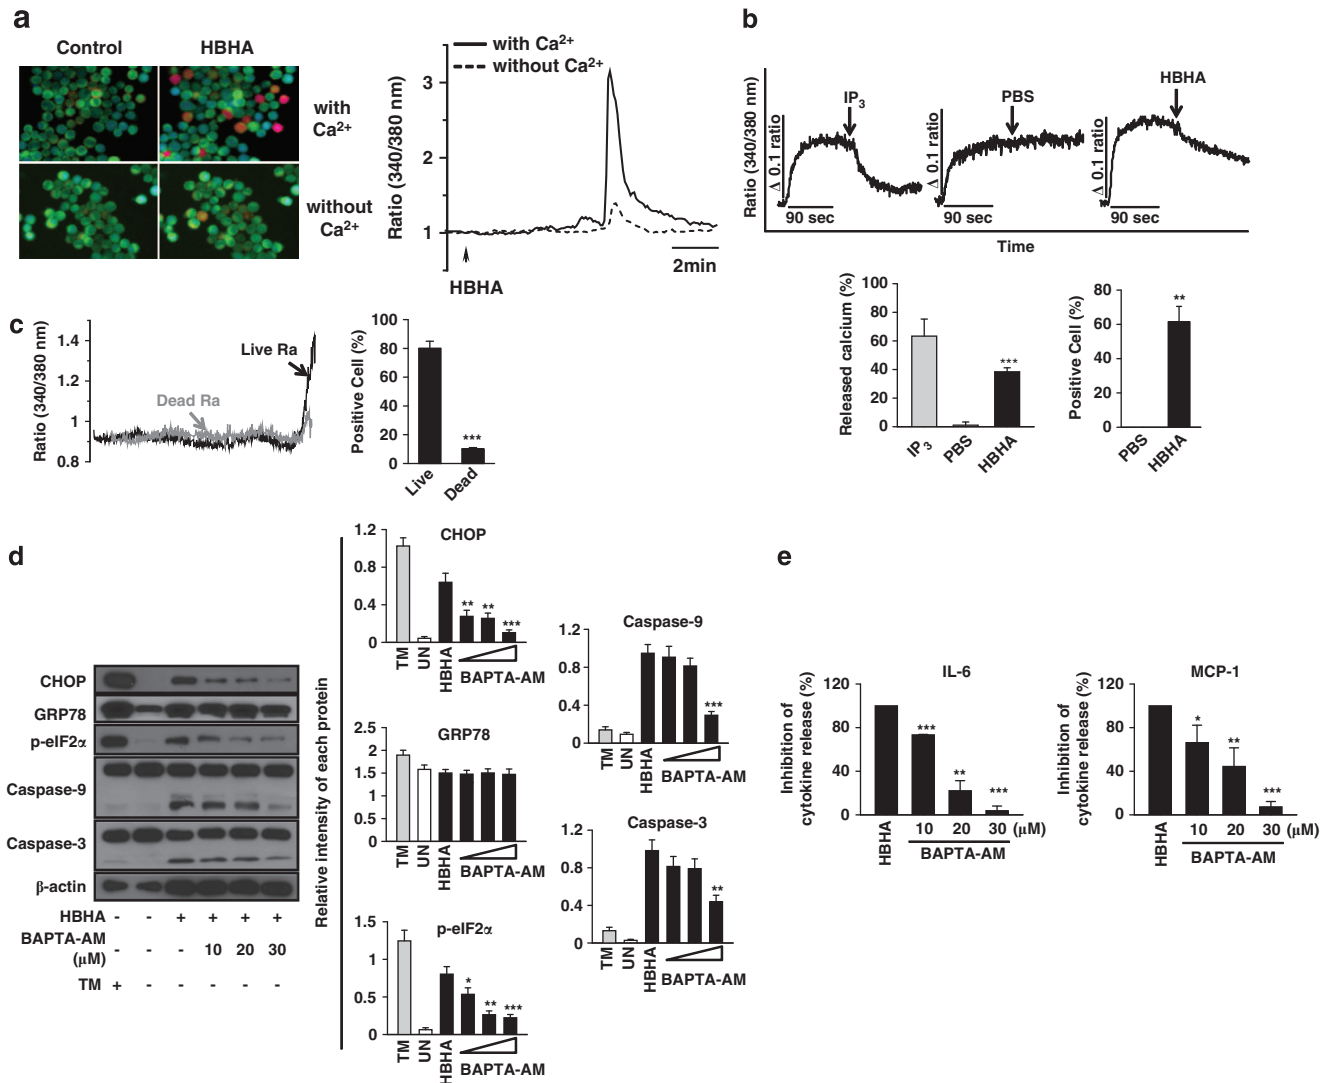 a
Control
HBHA
with
Ca²⁺
without
Ca²⁺
Ratio (340/380 nm)
3
2
1
with Ca²⁺
without Ca²⁺
HBHA
2min
b
Ratio (340/380 nm)
Δ 0.1 ratio
90 sec
IP₃
Δ 0.1 ratio
90 sec
PBS
Δ 0.1 ratio
90 sec
HBHA
Time
Released calcium (%)
100
80
60
40
20
0
***
IP₃
PBS
HBHA
Positive Cell (%)
80
60
40
20
0
**
PBS
HBHA
c
Ratio (340/380 nm)
1.4
1.2
1
0.8
Live Ra
Dead Ra
Positive Cell (%)
100
80
60
40
20
0
***
Live
Dead
d
CHOP
GRP78
p-eIF2α
Caspase-9
Caspase-3
β-actin
HBHA - - + + + +
BAPTA-AM
(μM) - - - 10 20 30
TM + - - - - -
Relative intensity of each protein
CHOP
1.2
0.8
0.4
0
** ** ***
TM
UN
HBHA
BAPTA-AM
GRP78
2.5
2
1.5
1
0.5
0
TM
UN
HBHA
BAPTA-AM
p-eIF2α
1.5
1
0.5
0
* ** ***
TM
UN
HBHA
BAPTA-AM
Caspase-9
1.2
0.8
0.4
0
***
TM
UN
HBHA
BAPTA-AM
Caspase-3
1.2
0.8
0.4
0
**
TM
UN
HBHA
BAPTA-AM
e
IL-6
Inhibition of
cytokine release (%)
120
80
40
0
*** ** ***
HBHA
10 20 30 (μM)
BAPTA-AM
MCP-1
Inhibition of
cytokine release (%)
120
80
40
0
* ** ***
HBHA
10 20 30 (μM)
BAPTA-AM